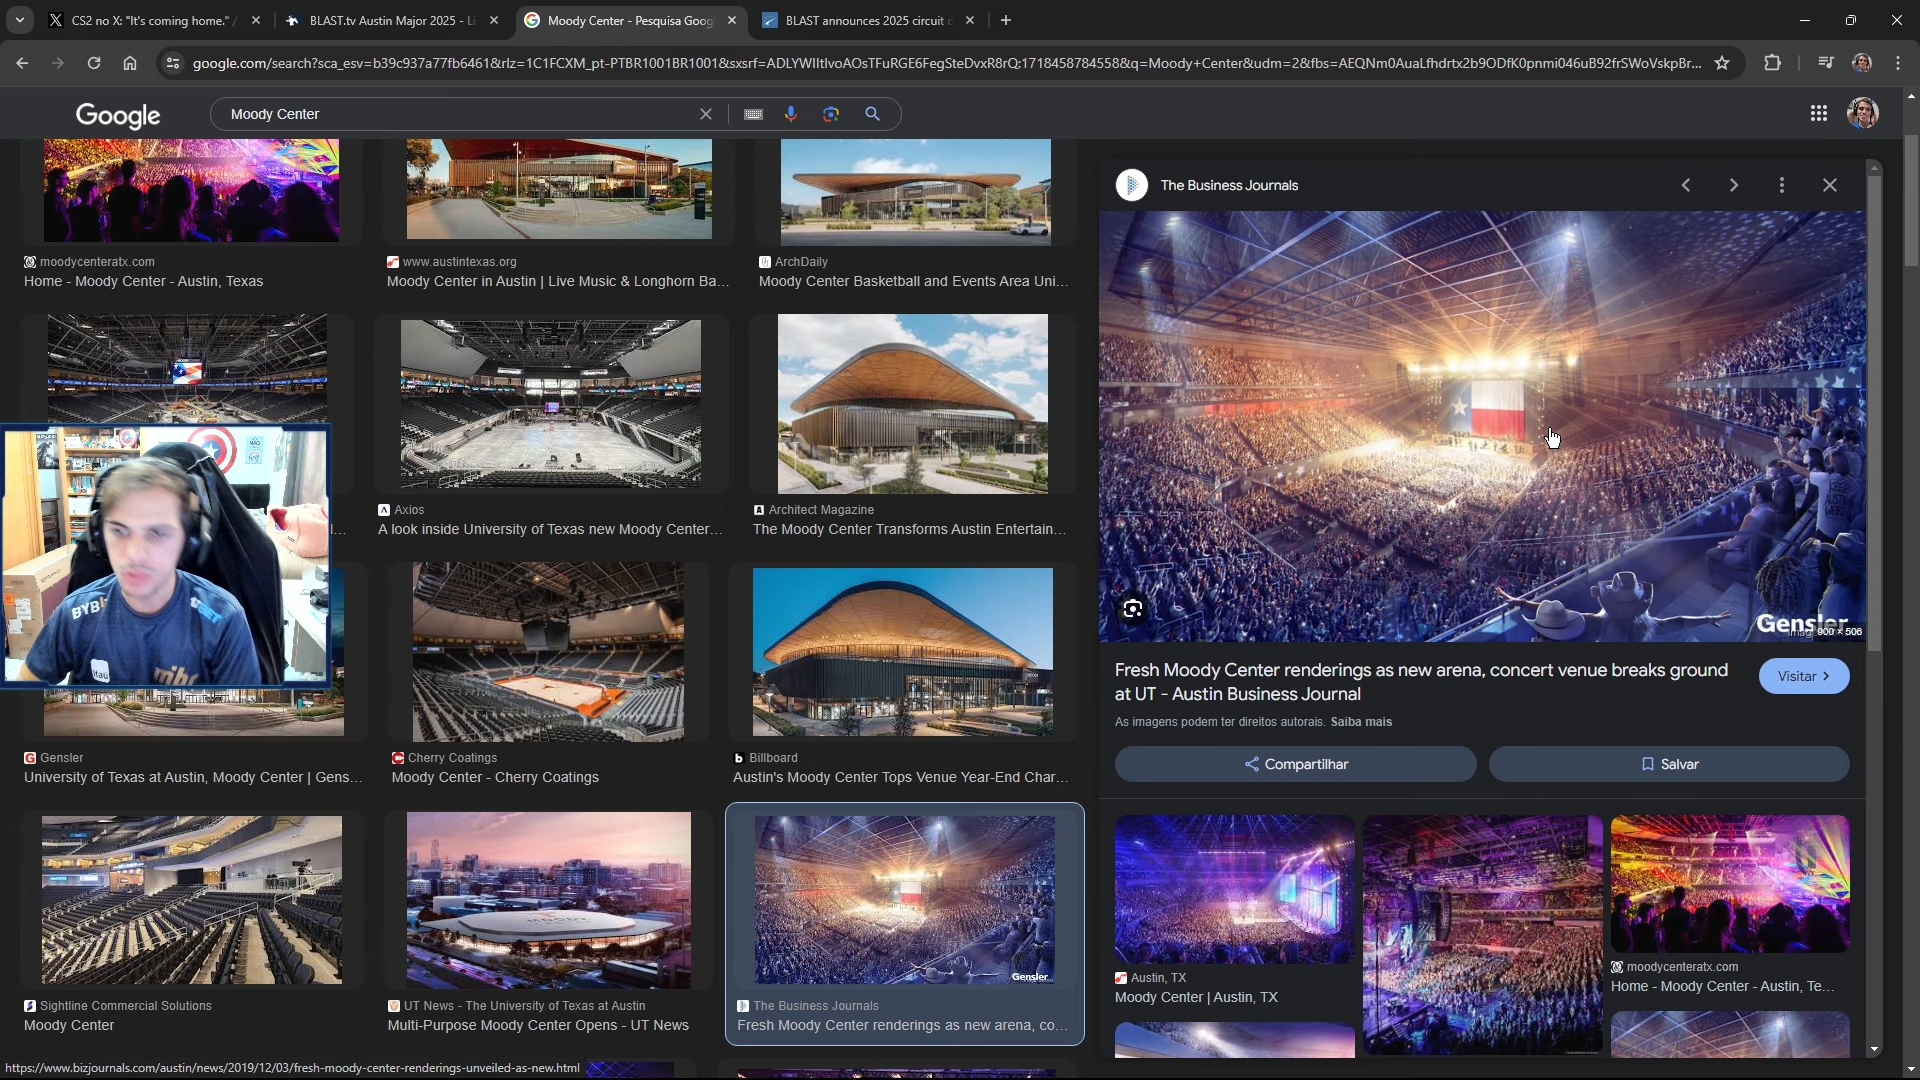 CS2 no X: "It's coming home." /
BLAST.tv Austin Major 2025 - Li
Moody Center - Pesquisa Goog
BLAST announces 2025 circuit d
google.com/search?sca_esv=b39c937a77fb6461&rlz=1C1FCXM_pt-PTBR1001BR1001&sxsrf=ADLYWIItIvoAOsTFuRGE6FegSteDvxR8rQ:1718458784558&q=Moody+Center&udm=2&fbs=AEQNm0AuaLfhdrtx2b9ODfK0pnmi046uB92frSWoVskpBr...
Google
Moody Center
The Business Journals
moodycenteratx.com
Home - Moody Center - Austin, Texas
www.austintexas.org
Moody Center in Austin | Live Music & Longhorn Ba...
ArchDaily
Moody Center Basketball and Events Area Uni...
l...
Axios
A look inside University of Texas new Moody Center...
Architect Magazine
The Moody Center Transforms Austin Entertain...
BYBIT
itaú
mibr
Gensler
900 × 506
Fresh Moody Center renderings as new arena, concert venue breaks ground
at UT - Austin Business Journal
Visitar
As imagens podem ter direitos autorais. Saiba mais
Compartilhar
Salvar
Gensler
University of Texas at Austin, Moody Center | Gens...
Cherry Coatings
Moody Center - Cherry Coatings
Billboard
Austin's Moody Center Tops Venue Year-End Char...
Gensler
Sightline Commercial Solutions
Moody Center
UT News - The University of Texas at Austin
Multi-Purpose Moody Center Opens - UT News
The Business Journals
Fresh Moody Center renderings as new arena, co...
Austin, TX
Moody Center | Austin, TX
moodycenteratx.com
Home - Moody Center - Austin, Te...
https://www.bizjournals.com/austin/news/2019/12/03/fresh-moody-center-renderings-unveiled-as-new.html